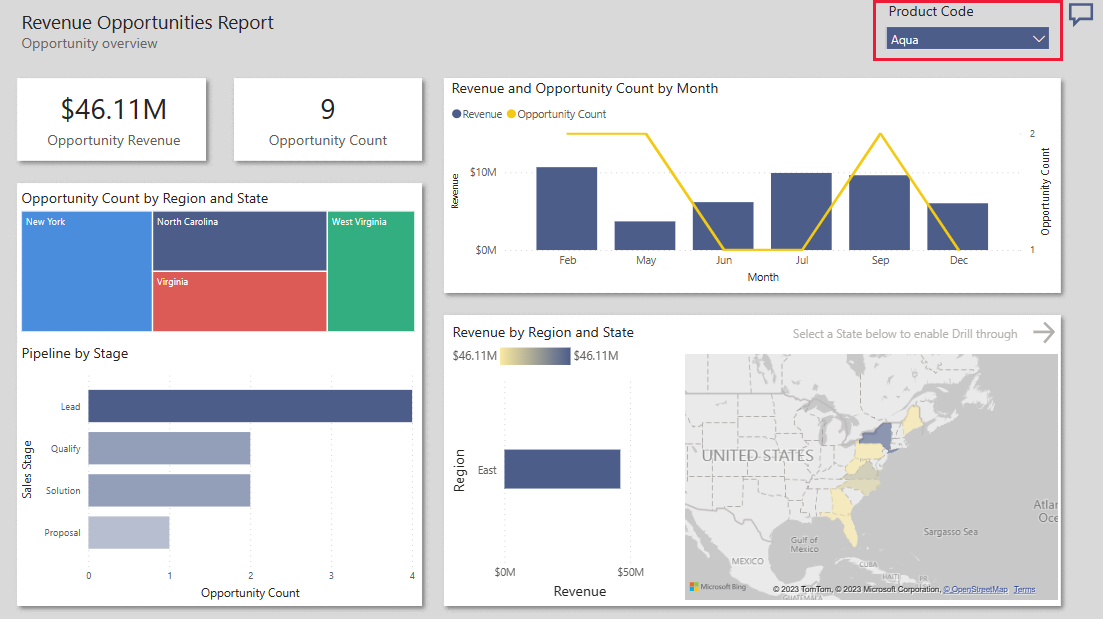 Revenue Opportunities Report
Opportunity overview
Product Code
Aqua
$46.11M
Opportunity Revenue
9
Opportunity Count
Revenue and Opportunity Count by Month
Revenue Opportunity Count
Revenue
$10M
$0M
2
1
Opportunity Count
Feb May Jun Jul Sep Dec
Month
Opportunity Count by Region and State
New York
North Carolina
West Virginia
Virginia
Pipeline by Stage
Sales Stage
Lead
Qualify
Solution
Proposal
0 1 2 3 4
Opportunity Count
Revenue by Region and State
Select a State below to enable Drill through
$46.11M $46.11M
Region
East
$0M $50M
Revenue
UNITED STATES
Atlan
Oce
Sargasso Sea
Gulf of
Mexico
MEXICO
CUBA
HAITI
PR
GUATEMALA
Microsoft Bing
© 2023 TomTom, © 2023 Microsoft Corporation, © OpenStreetMap Terms